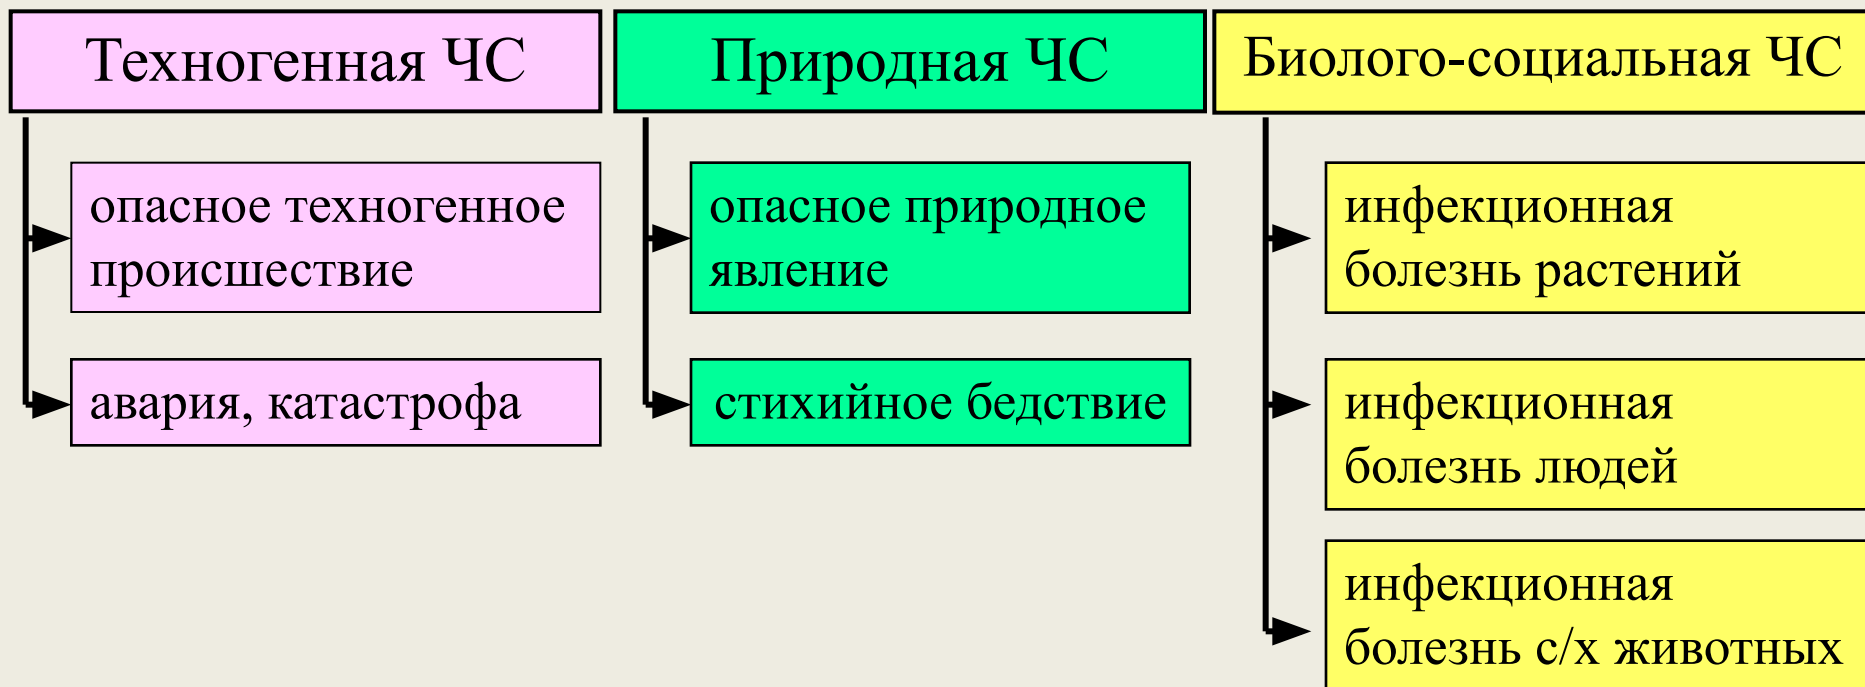 Техногенная ЧС
опасное техногенное
происшествие
авария, катастрофа
Природная ЧС
опасное природное
явление
стихийное бедствие
Биолого-социальная ЧС
инфекционная
болезнь растений
инфекционная
болезнь людей
инфекционная
болезнь с/х животных